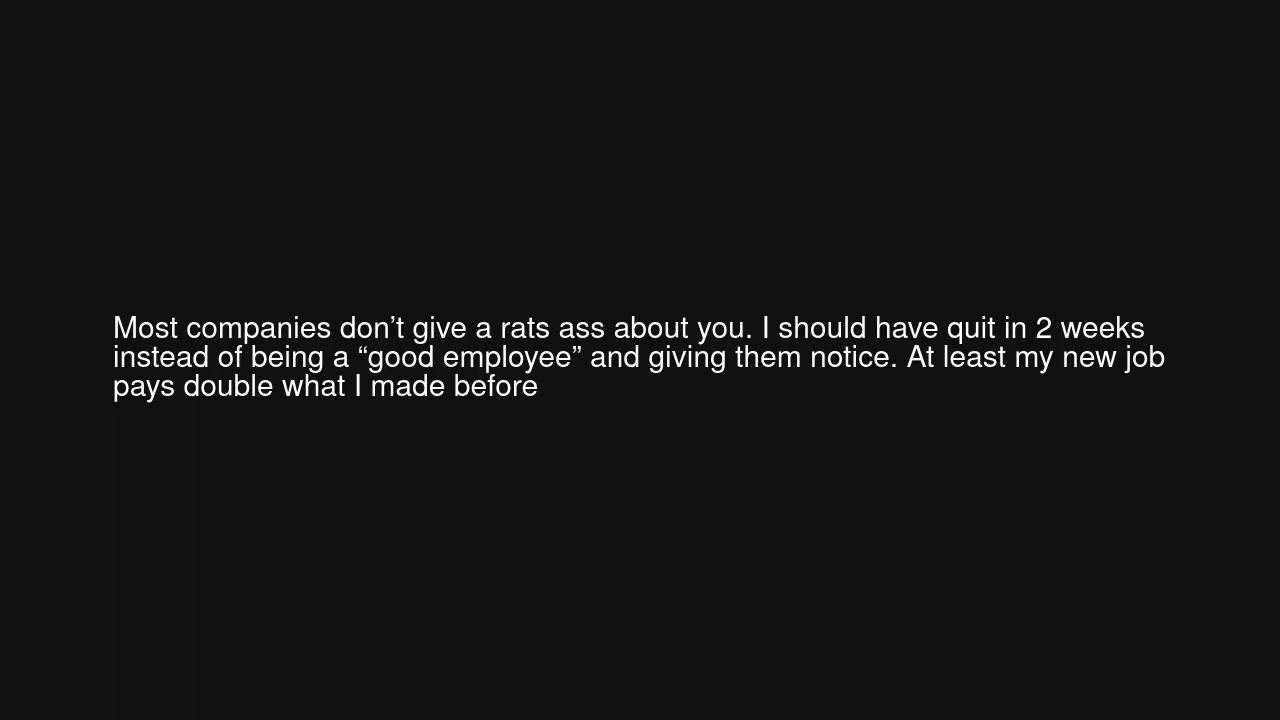 Most companies don’t give a rats ass about you. I should have quit in 2 weeks
instead of being a “good employee” and giving them notice. At least my new job
pays double what I made before